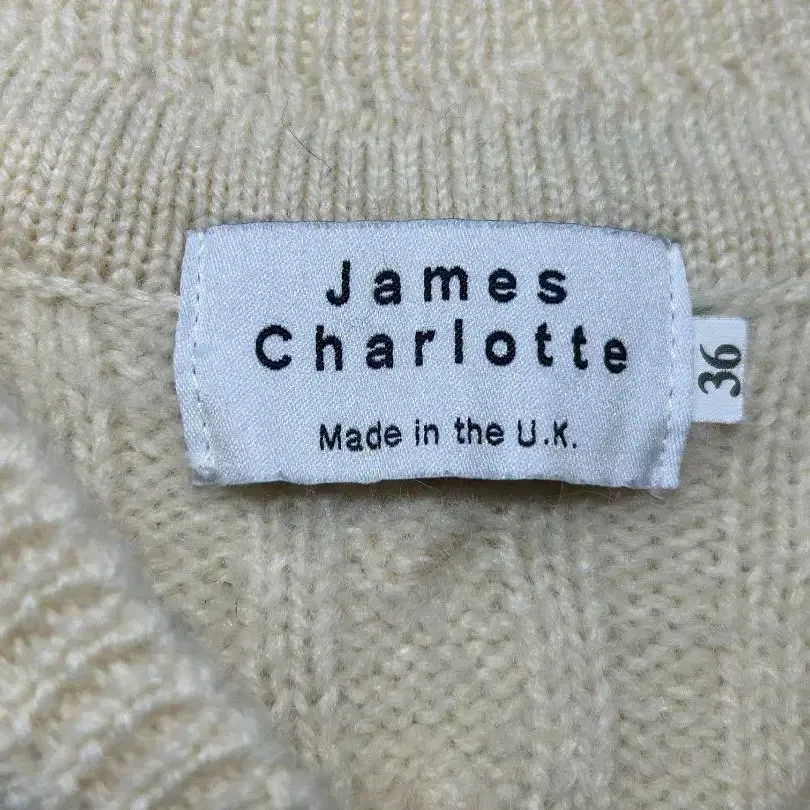 James
Charlotte
Made in the U.K.
36